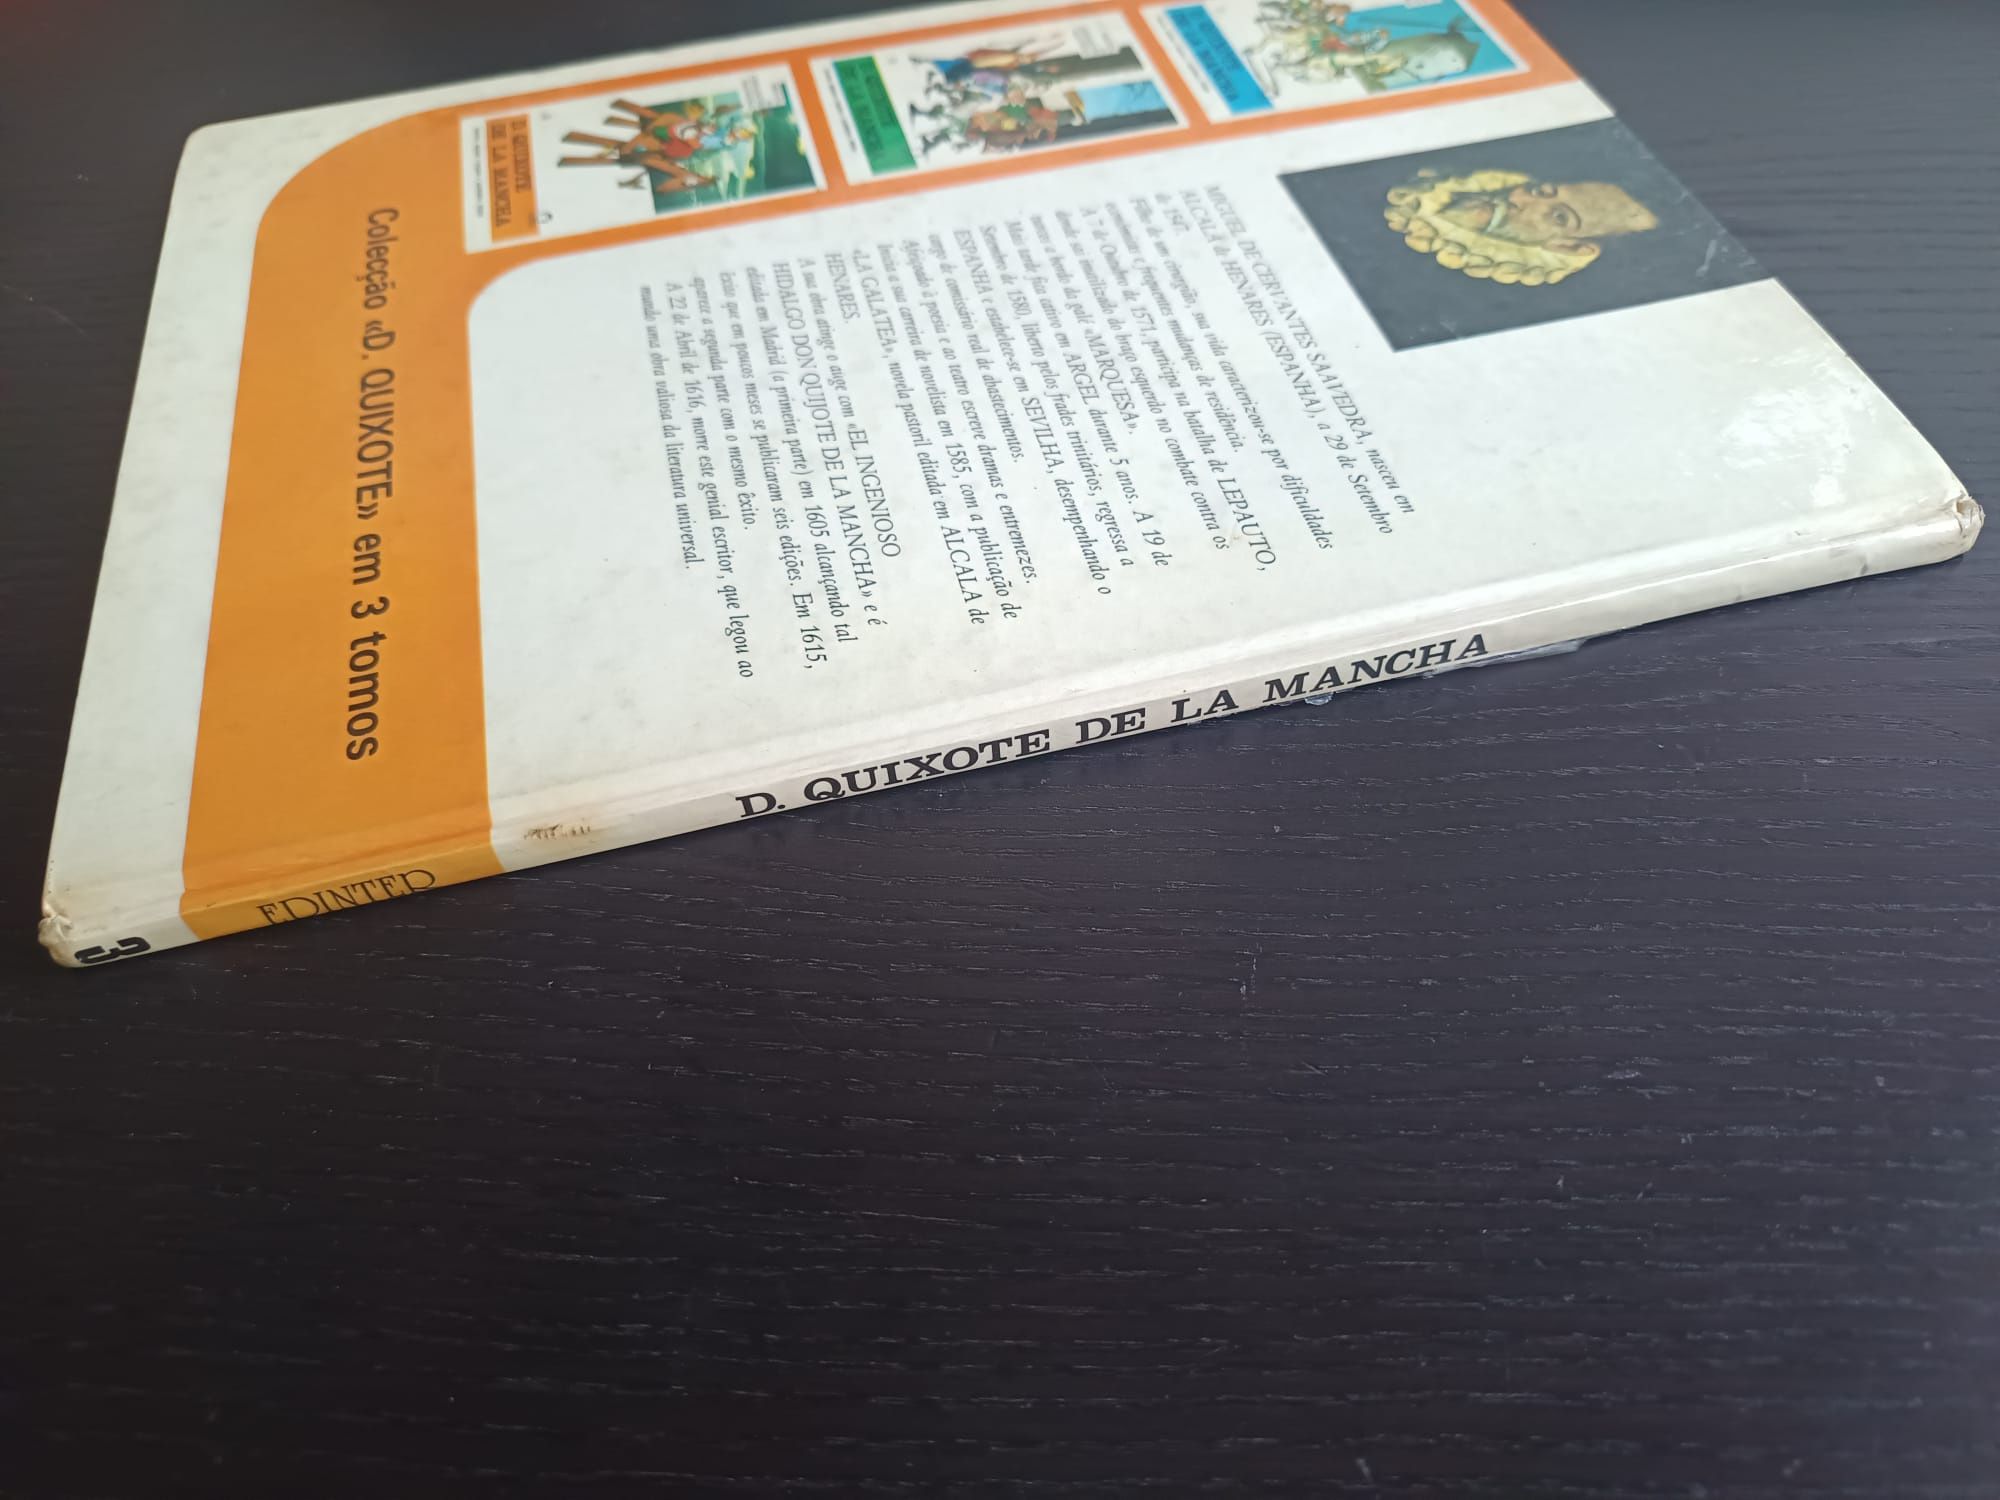 MIGUEL DE CERVANTES SAAVEDRA, nasceu em
ALCALÁ de HENARES (ESPANHA), a 29 de Setembro
de 1547.
Filho de um cirurgião, sua vida caracterizou-se por dificuldades
económicas e frequentes mudanças de residência.
A 7 de Outubro de 1571, participa na batalha de LEPAUTO,
donde sai inutilizado do braço esquerdo no combate contra os
a bordo da galé «MARQUESA».
Mais tarde fica cativo em ARGEL durante 5 anos. A 19 de
Setembro de 1580, liberto pelos frades trinitários, regressa a
ESPANHA e estabelece-se em SEVILHA, desempenhando o
cargo de comissário real de abastecimentos.
Afeiçoado à poesia e ao teatro escreve dramas e entremezes.
Inicia a sua carreira de novelista em 1585, com a publicação de
«LA GALATEA», novela pastoril editada em ALCALA de
HENARES.
A sua obra atinge o auge com «EL INGENIOSO
HIDALGO DON QUIJOTE DE LA MANCHA» e é
editada em Madrid (a primeira parte) em 1605 alcançando tal
êxito que em poucos meses se publicaram seis edições. Em 1615,
aparece a segunda parte com o mesmo êxito.
A 22 de Abril de 1616, morre este genial escritor, que legou ao
mundo uma obra valiosa da literatura universal.
D. QUIXOTE
DE LA MANCHA
Colecção «D. QUIXOTE» em 3 tomos
D. QUIXOTE DE LA MANCHA
EDINTER
3